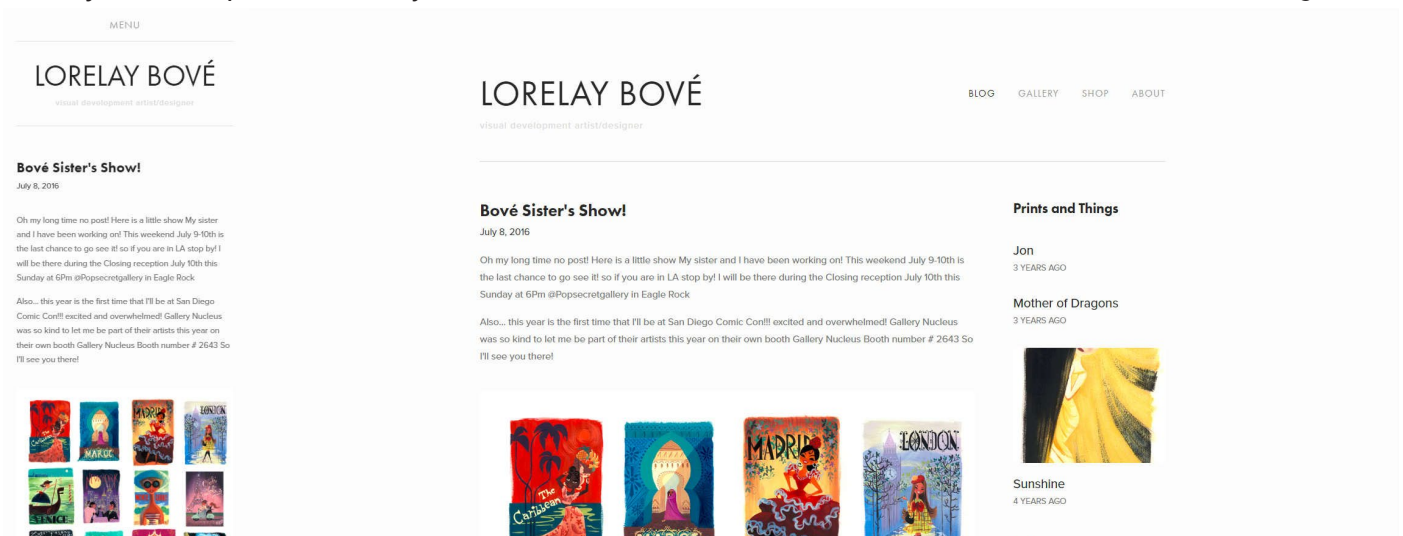 MENU
LORELAY BOVÉ
visual development artist/designer
Bové Sister's Show!
July 8, 2016
Oh my long time no post! Here is a little show My sister
and I have been working on! This weekend July 9-10th is
the last chance to go see it! so if you are in LA stop by! I
will be there during the Closing reception July 10th this
Sunday at 6Pm @Popsecretgallery in Eagle Rock
Also... this year is the first time that I'll be at San Diego
Comic Con!!! excited and overwhelmed! Gallery Nucleus
was so kind to let me be part of their artists this year on
their own booth Gallery Nucleus Booth number # 2643 So
I'll see you there!
MADRID
LONDON
MAROC
VENICE
LORELAY BOVÉ
visual development artist/designer
BLOG GALLERY SHOP ABOUT
Bové Sister's Show!
July 8, 2016
Oh my long time no post! Here is a little show My sister and I have been working on! This weekend July 9-10th is
the last chance to go see it! so if you are in LA stop by! I will be there during the Closing reception July 10th this
Sunday at 6Pm @Popsecretgallery in Eagle Rock
Also... this year is the first time that I'll be at San Diego Comic Con!!! excited and overwhelmed! Gallery Nucleus
was so kind to let me be part of their artists this year on their own booth Gallery Nucleus Booth number # 2643 So
I'll see you there!
The
Caribbean
MADRID
LONDON
Prints and Things
Jon
3 YEARS AGO
Mother of Dragons
3 YEARS AGO
Sunshine
4 YEARS AGO